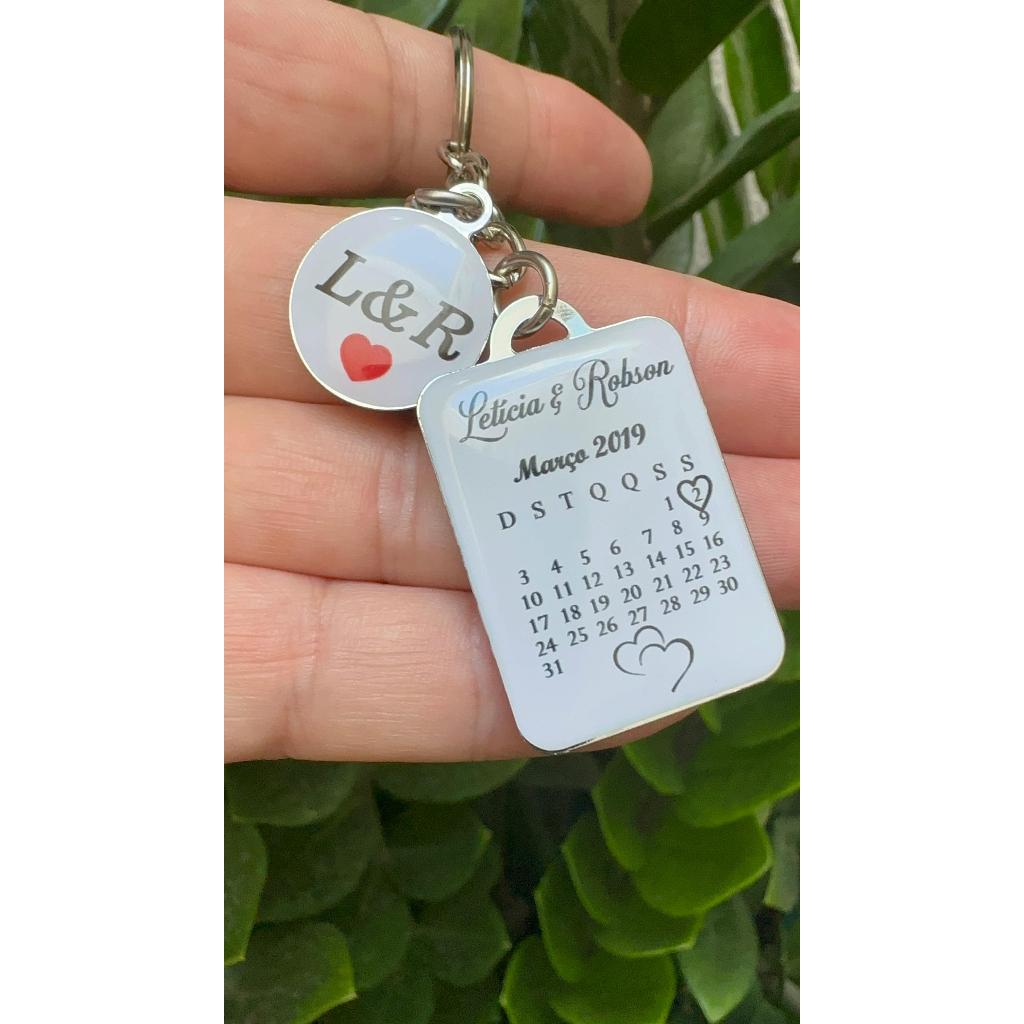 L&R
Letícia & Robson
Março 2019
D S T Q Q S S
1 2
3 4 5 6 7 8 9
10 11 12 13 14 15 16
17 18 19 20 21 22 23
24 25 26 27 28 29 30
31